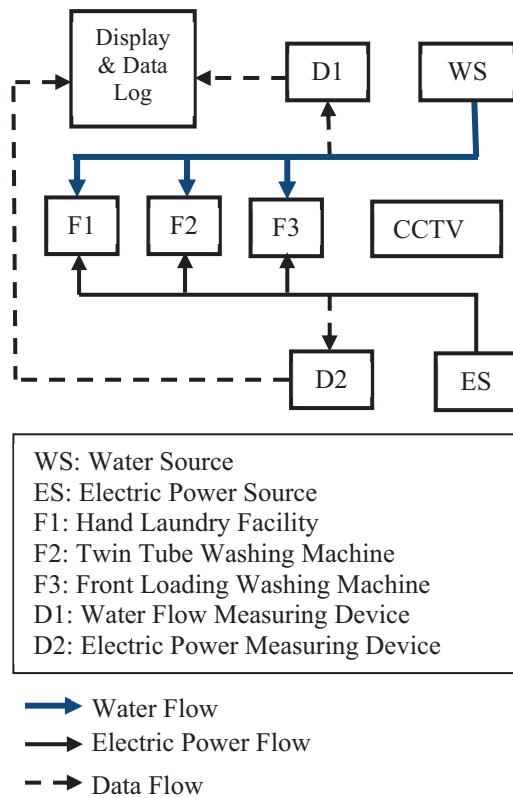 Display
& Data
Log
D1
WS
F1
F2
F3
CCTV
D2
ES
WS: Water Source
ES: Electric Power Source
F1: Hand Laundry Facility
F2: Twin Tube Washing Machine
F3: Front Loading Washing Machine
D1: Water Flow Measuring Device
D2: Electric Power Measuring Device
Water Flow
Electric Power Flow
Data Flow